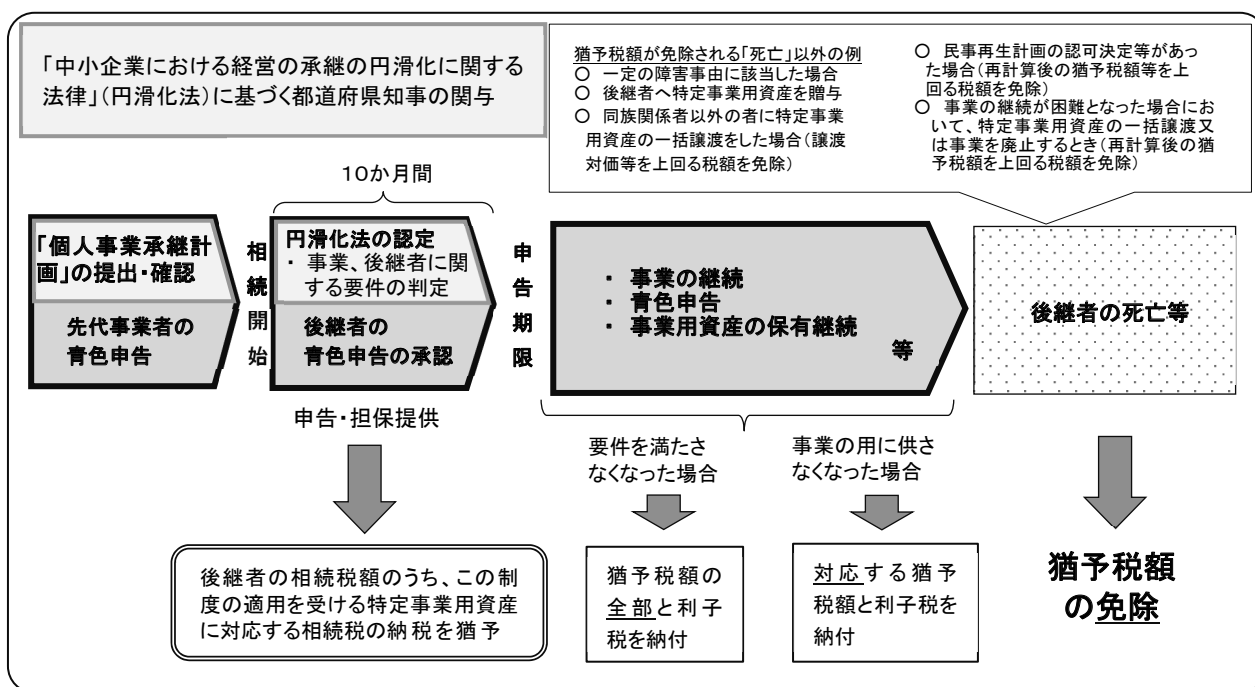 「中小企業における経営の承継の円滑化に関する
法律」(円滑化法)に基づく都道府県知事の関与
猶予税額が免除される「死亡」以外の例
○ 一定の障害事由に該当した場合
○ 後継者へ特定事業用資産を贈与
○ 同族関係者以外の者に特定事業
用資産の一括譲渡をした場合(譲渡
対価等を上回る税額を免除)
○ 民事再生計画の認可決定等があっ
た場合(再計算後の猶予税額等を上
回る税額を免除)
○ 事業の継続が困難となった場合にお
いて、特定事業用資産の一括譲渡又
は事業を廃止するとき(再計算後の猶
予税額を上回る税額を免除)
10か月間
「個人事業承継計
画」の提出・確認
先代事業者の
青色申告
相続開始
円滑化法の認定
・ 事業、後継者に関
する要件の判定
後継者の
青色申告の承認
申告期限
・ 事業の継続
・ 青色申告
・ 事業用資産の保有継続
等
後継者の死亡等
申告・担保提供
要件を満たさ
なくなった場合
事業の用に供さ
なくなった場合
後継者の相続税額のうち、この制
度の適用を受ける特定事業用資産
に対応する相続税の納税を猶予
猶予税額の
全部と利子
税を納付
対応する猶予
税額と利子税を
納付
猶予税額
の免除